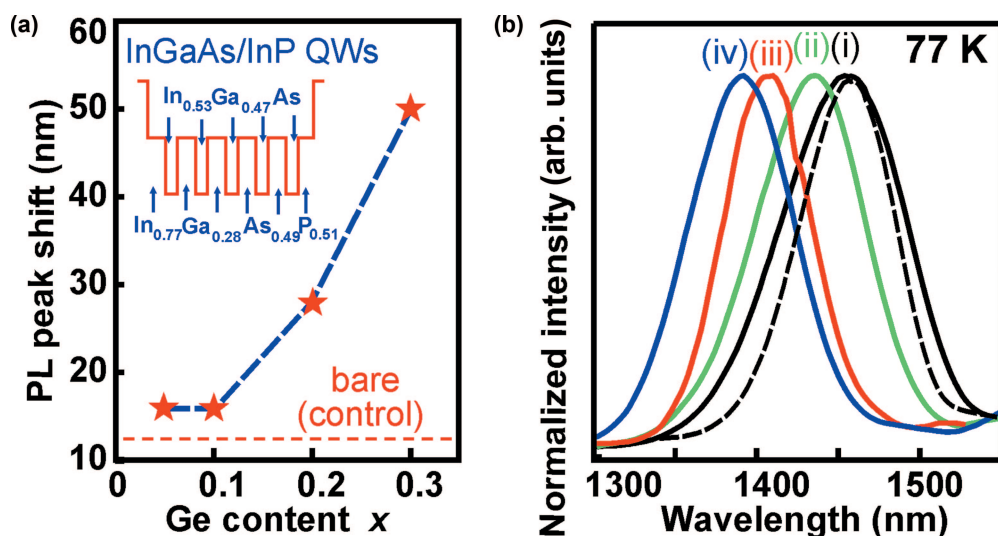 (a)
60
50
40
30
20
10
PL peak shift (nm)
InGaAs/InP QWs
In0.53Ga0.47As
In0.77Ga0.28As0.49P0.51
bare
(control)
0 0.1 0.2 0.3
Ge content x
(b)
Normalized intensity (arb. units)
(iv) (iii) (ii) (i) 77 K
1300 1400 1500
Wavelength (nm)